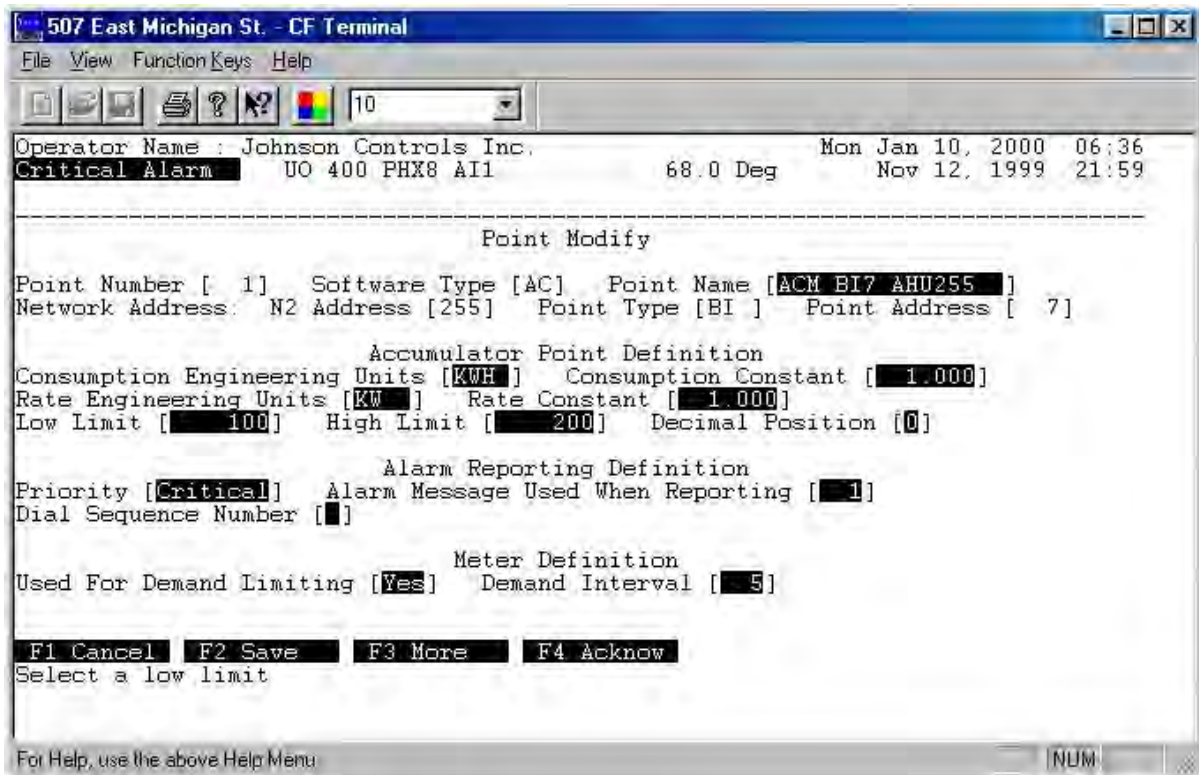 507 East Michigan St. - CF Terminal
File View Function Keys Help
10
Operator Name : Johnson Controls Inc. Mon Jan 10, 2000 06:36
Critical Alarm UO 400 PHX8 AI1 68.0 Deg Nov 12, 1999 21:59
--------------------------------------------------------------------------------
Point Modify
Point Number [ 1] Software Type [AC] Point Name [ACM BI7 AHU255 ]
Network Address: N2 Address [255] Point Type [BI ] Point Address [ 7]
Accumulator Point Definition
Consumption Engineering Units [KWH ] Consumption Constant [ 1.000]
Rate Engineering Units [KW ] Rate Constant [ 1.000]
Low Limit [ 100] High Limit [ 200] Decimal Position [0]
Alarm Reporting Definition
Priority [Critical] Alarm Message Used When Reporting [ 1]
Dial Sequence Number [ ]
Meter Definition
Used For Demand Limiting [Yes] Demand Interval [ 5]
F1 Cancel F2 Save F3 More F4 Acknow
Select a low limit
For Help, use the above Help Menu NUM